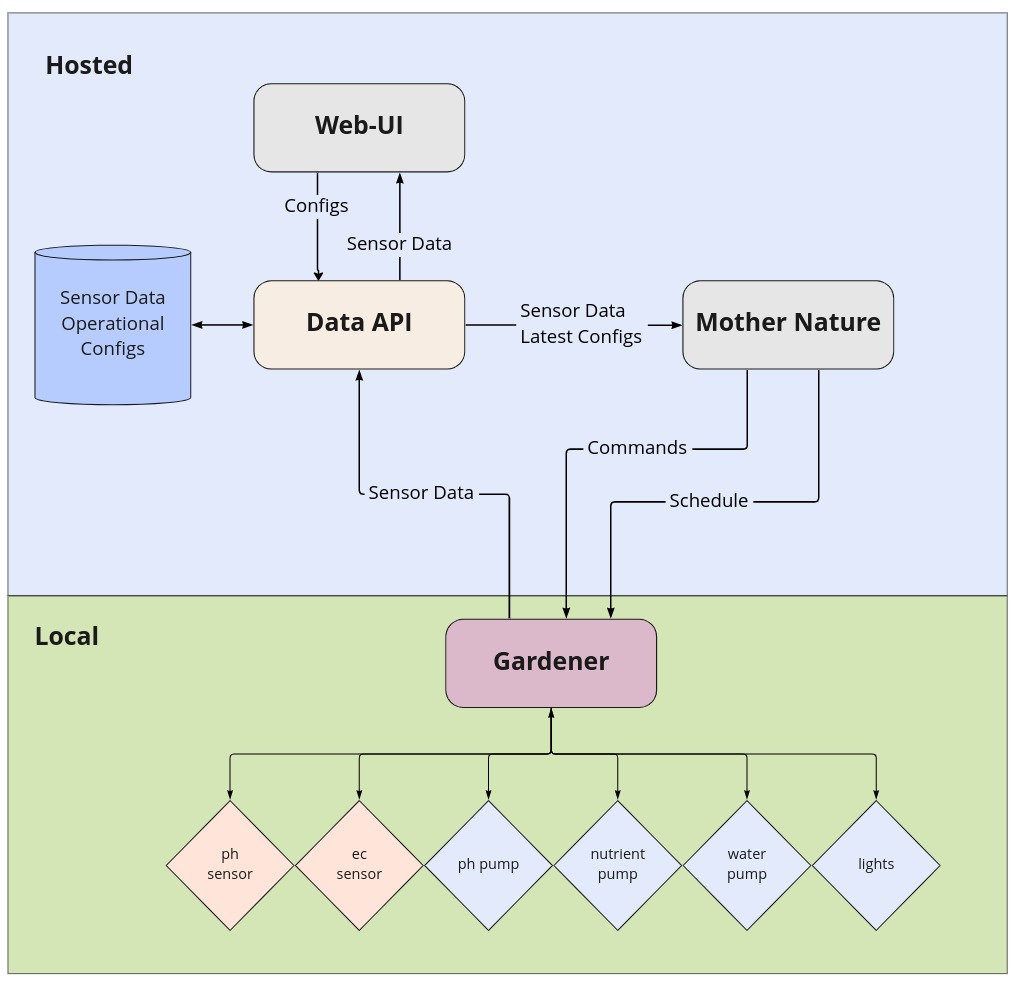 Hosted
Web-UI
Configs
Sensor Data
Sensor Data
Operational
Configs
Data API
Sensor Data
Latest Configs
Mother Nature
Commands
Sensor Data
Schedule
Local
Gardener
ph
sensor
ec
sensor
ph pump
nutrient
pump
water
pump
lights